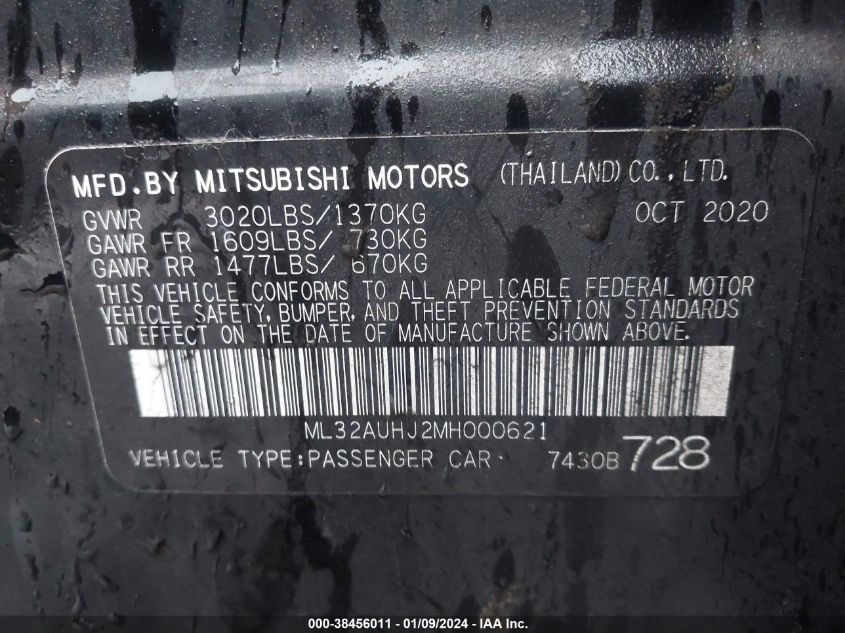 MFD.BY MITSUBISHI MOTORS (THAILAND) CO., LTD.
GVWR 3020LBS/1370KG OCT 2020
GAWR FR 1609LBS/ 730KG
GAWR RR 1477LBS/ 670KG
THIS VEHICLE CONFORMS TO ALL APPLICABLE FEDERAL MOTOR
VEHICLE SAFETY, BUMPER, AND THEFT PREVENTION STANDARDS
IN EFFECT ON THE DATE OF MANUFACTURE SHOWN ABOVE.
ML32AUHJ2MH000621
VEHICLE TYPE:PASSENGER CAR 7430B 728
000-38456011 - 01/09/2024 - IAA Inc.